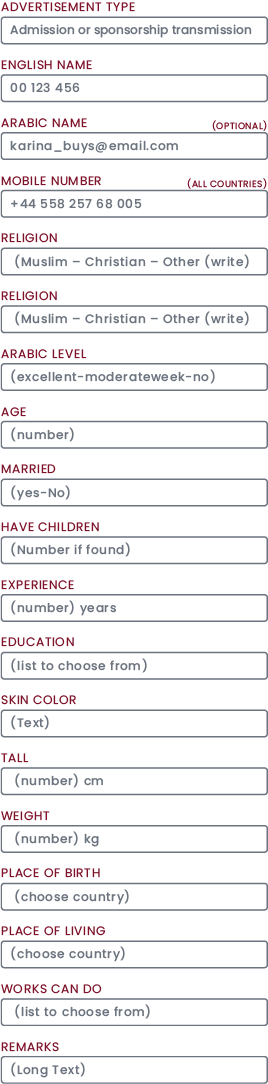 ADVERTISEMENT TYPE
Admission or sponsorship transmission
ENGLISH NAME
00 123 456
ARABIC NAME (OPTIONAL)
karina_buys@email.com
MOBILE NUMBER (ALL COUNTRIES)
+44 558 257 68 005
RELIGION
(Muslim – Christian – Other (write)
RELIGION
(Muslim – Christian – Other (write)
ARABIC LEVEL
(excellent-moderateweek-no)
AGE
(number)
MARRIED
(yes-No)
HAVE CHILDREN
(Number if found)
EXPERIENCE
(number) years
EDUCATION
(list to choose from)
SKIN COLOR
(Text)
TALL
(number) cm
WEIGHT
(number) kg
PLACE OF BIRTH
(choose country)
PLACE OF LIVING
(choose country)
WORKS CAN DO
(list to choose from)
REMARKS
(Long Text)